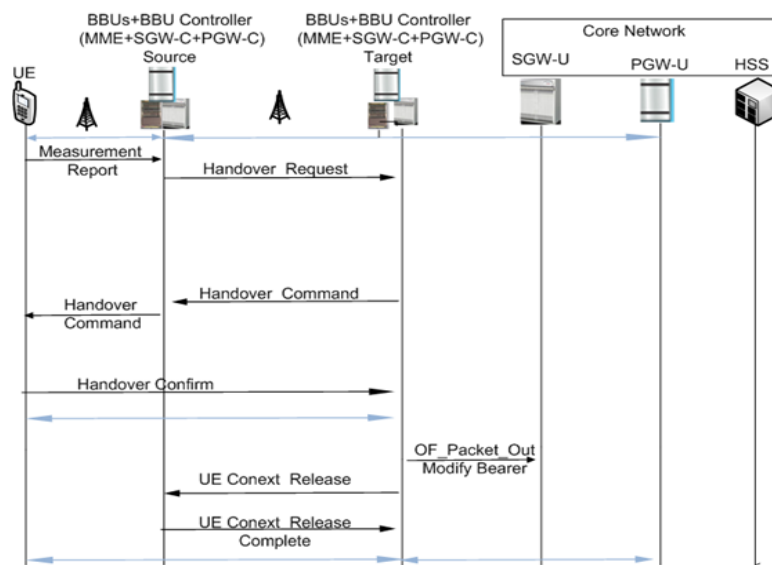 BBUs+BBU Controller
(MME+SGW-C+PGW-C)
Source
BBUs+BBU Controller
(MME+SGW-C+PGW-C)
Target
Core Network
UE
SGW-U
PGW-U
HSS
Measurement
Report
Handover Request
Handover Command
Handover
Command
Handover Confirm
OF_Packet_Out
Modify Bearer
UE Conext Release
UE Conext Release
Complete